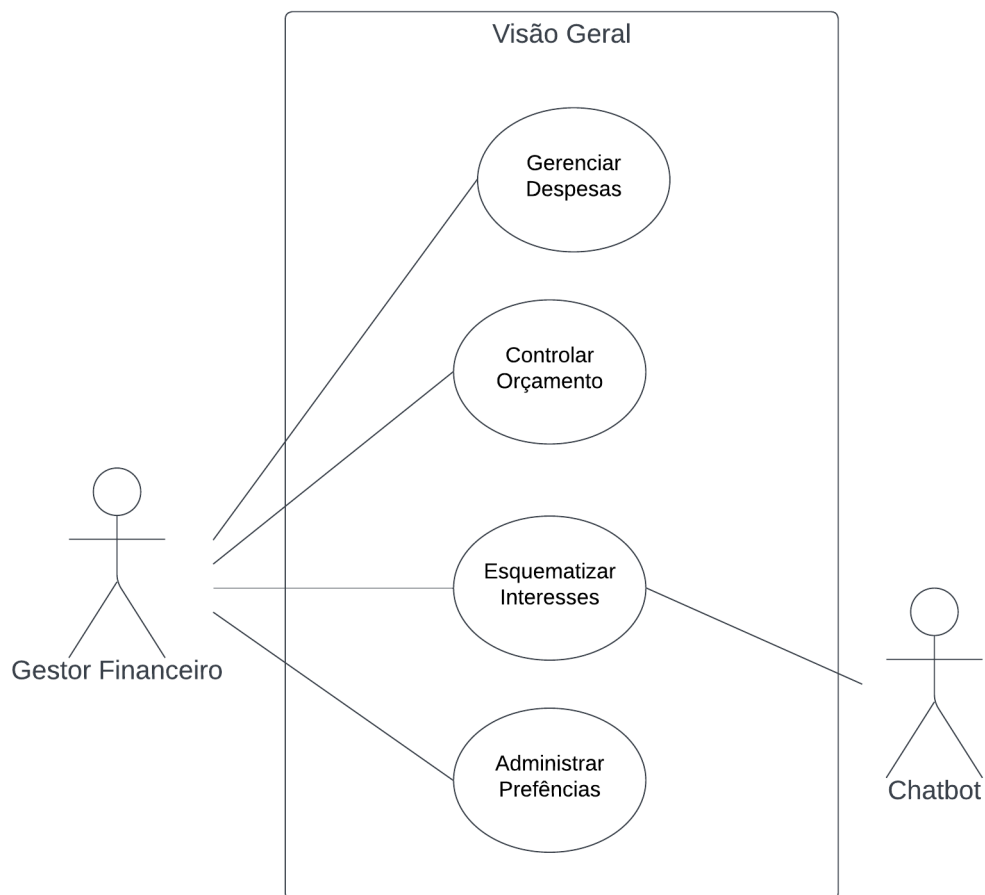 Visão Geral
Gerenciar
Despesas
Controlar
Orçamento
Esquematizar
Interesses
Gestor Financeiro
Administrar
Prefências
Chatbot